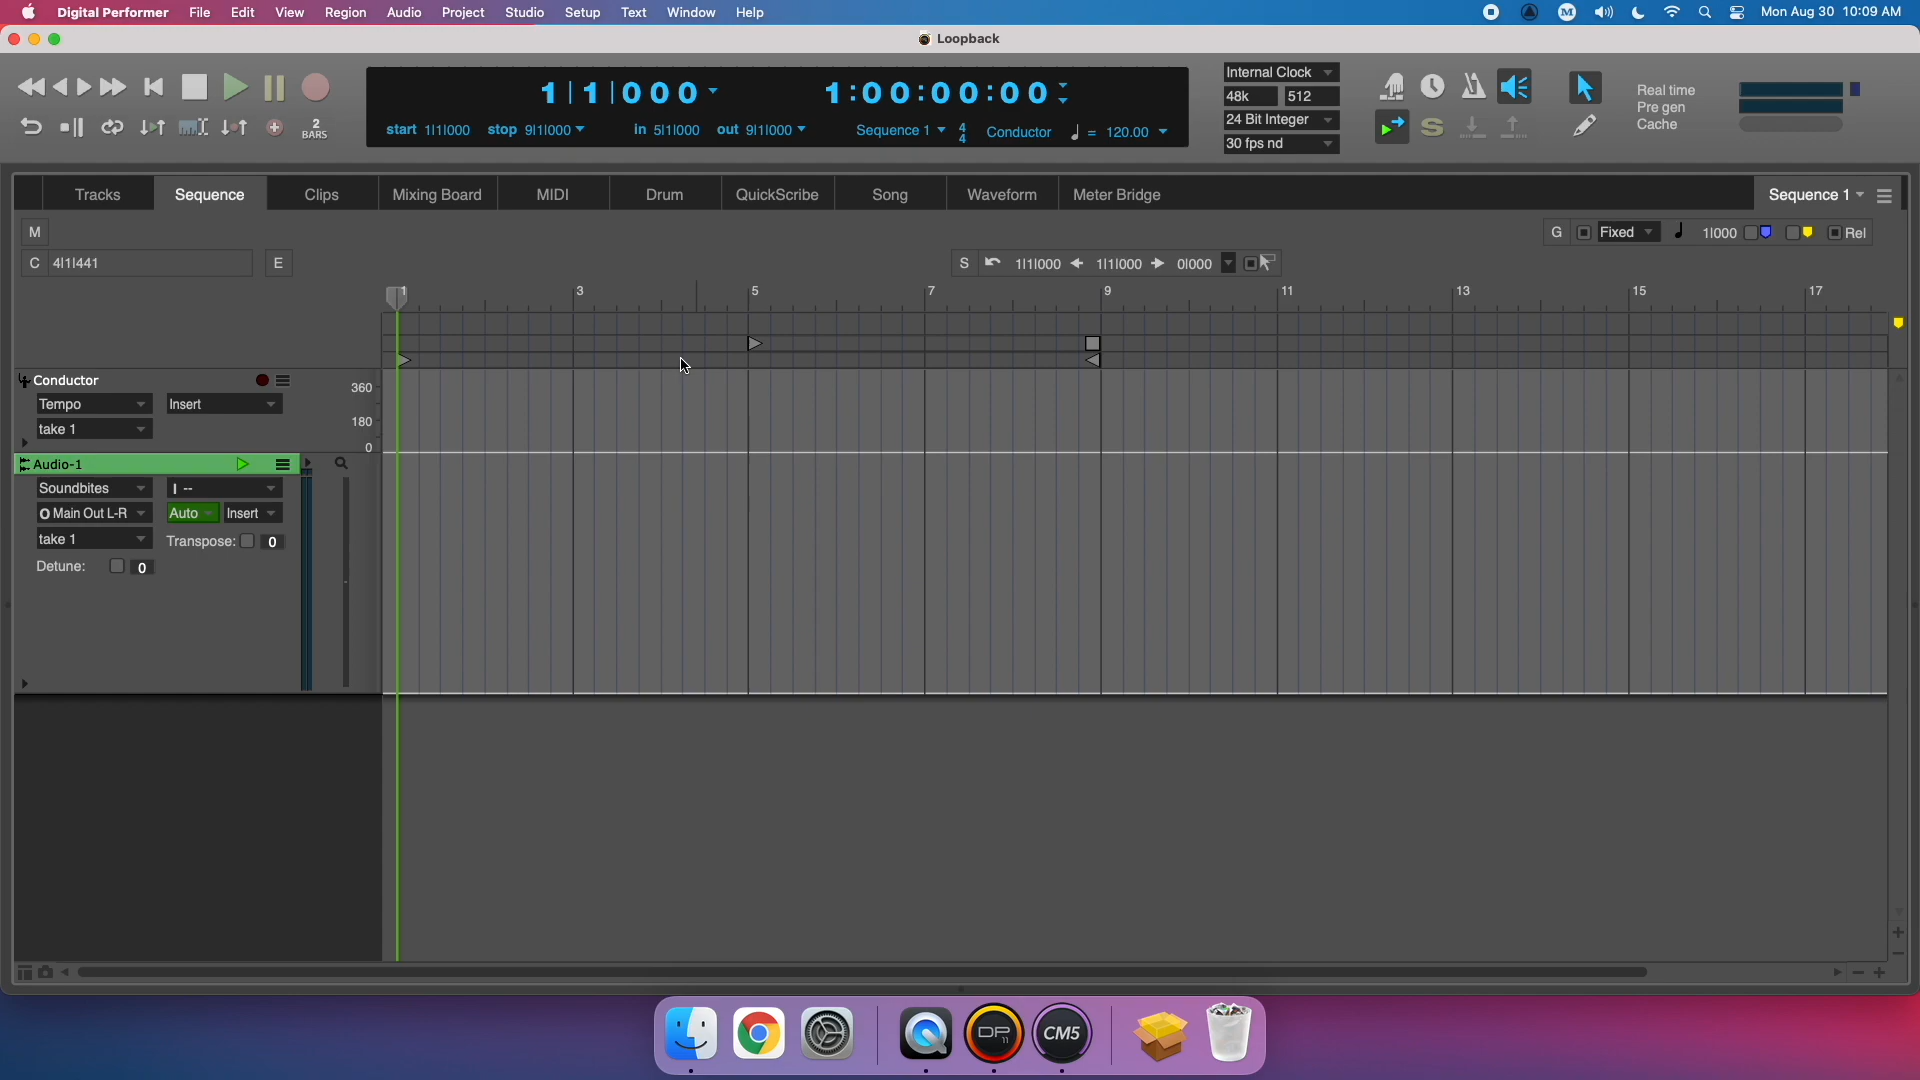 Digital Performer File Edit View Region Audio Project Studio Setup Text Window Help M Mon Aug 30 10:09 AM
Loopback
1|1|000 1:00:00:00:00
start 1|1|000 stop 9|1|000 in 5|1|000 out 9|1|000 Sequence 1 4 4 Conductor = 120.00
2 BARS
Internal Clock
48k 512
24 Bit Integer
30 fps nd
S
Real time
Pre gen
Cache
Tracks Sequence Clips Mixing Board MIDI Drum QuickScribe Song Waveform Meter Bridge Sequence 1
M G Fixed 1|000 Rel
C 4|1|441 E S 1|1|000 1|1|000 0|000
1 3 5 7 9 11 13 15 17
Conductor 360
Tempo Insert
take 1 180
0
Audio-1
Soundbites --
Main Out L-R Auto Insert
take 1 Transpose: 0
Detune: 0
DP 11 CM5